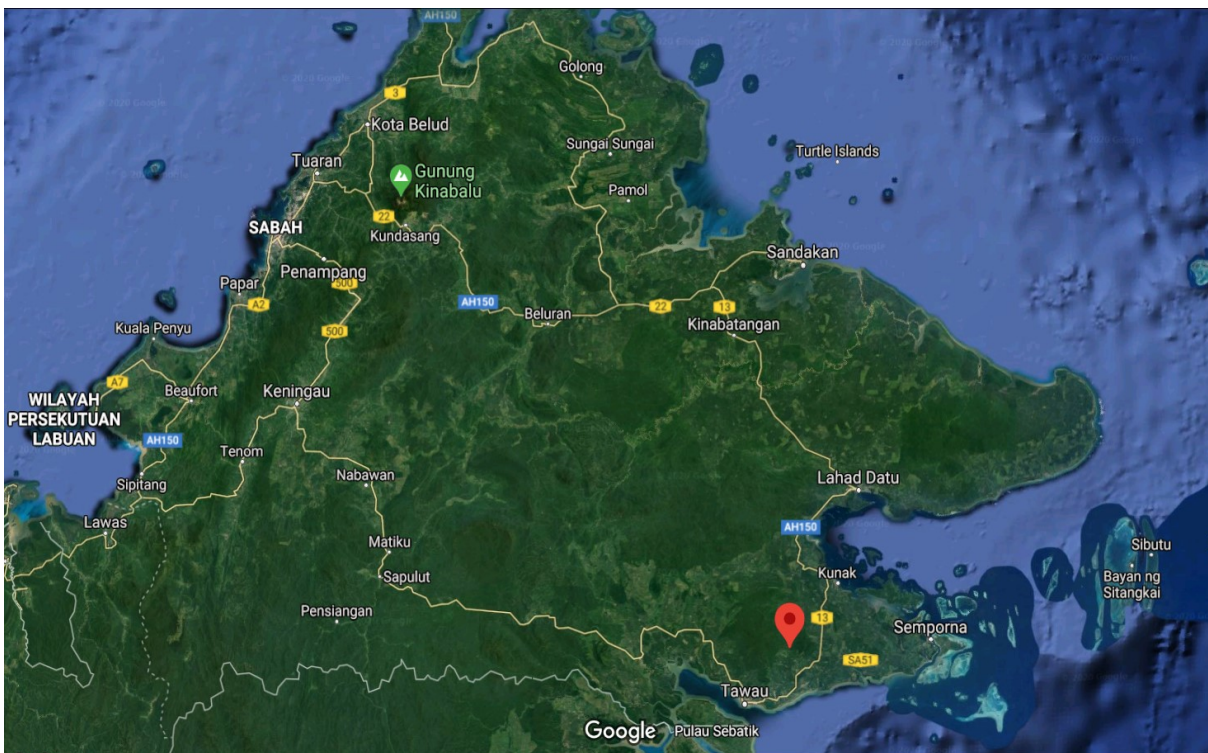 AH150
Golong
3
Kota Belud
Sungai Sungai
Turtle Islands
Tuaran
Gunung
Kinabalu
Pamol
22
SABAH
Kundasang
Sandakan
Penampang
500
Papar
A2
AH150
22
13
Beluran
Kinabatangan
Kuala Penyu
500
A7
Beaufort
Keningau
WILAYAH
PERSEKUTUAN
LABUAN
AH150
Tenom
Nabawan
Lahad Datu
Sipitang
Lawas
AH150
Matiku
Sibutu
Sapulut
Kunak
Bayan ng
Sitangkai
Pensiangan
13
Semporna
SA51
Tawau
Google
Pulau Sebatik